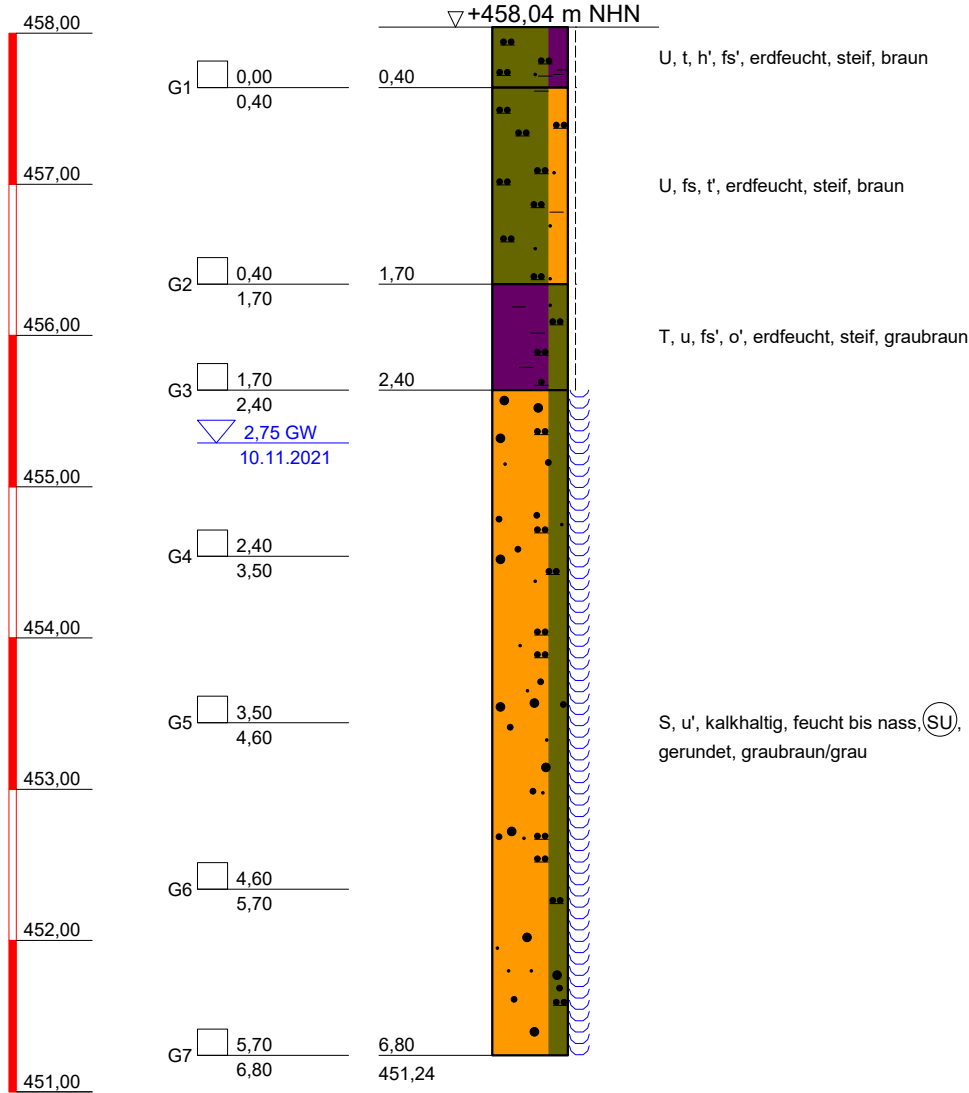 +458,04 m NHN
458,00
U, t, h', fs', erdfeucht, steif, braun
G1 0,00 0,40
0,40
457,00
U, fs, t', erdfeucht, steif, braun
G2 0,40 1,70
1,70
456,00
T, u, fs', o', erdfeucht, steif, graubraun
G3 1,70 2,40
2,40
2,75 GW
10.11.2021
455,00
G4 2,40
3,50
454,00
G5 3,50
4,60
S, u', kalkhaltig, feucht bis nass, SU,
gerundet, graubraun/grau
453,00
G6 4,60
5,70
452,00
G7 5,70 6,80
6,80 451,24
451,00